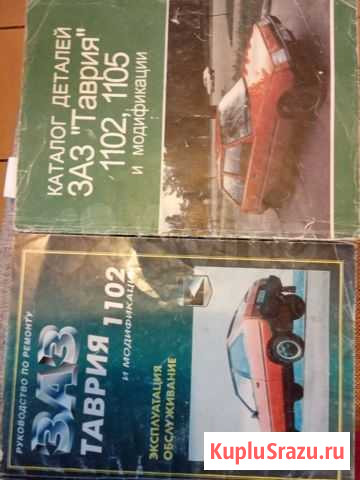 КАТАЛОГ ДЕТАЛЕЙ
ЗАЗ "Таврия"
1102, 1105
и модификации
РУКОВОДСТВО ПО РЕМОНТУ
ЗАЗ
ТАВРИЯ 1102
И МОДИФИКАЦИИ
ЭКСПЛУАТАЦИЯ
ОБСЛУЖИВАНИЕ
KupluSrazu.ru